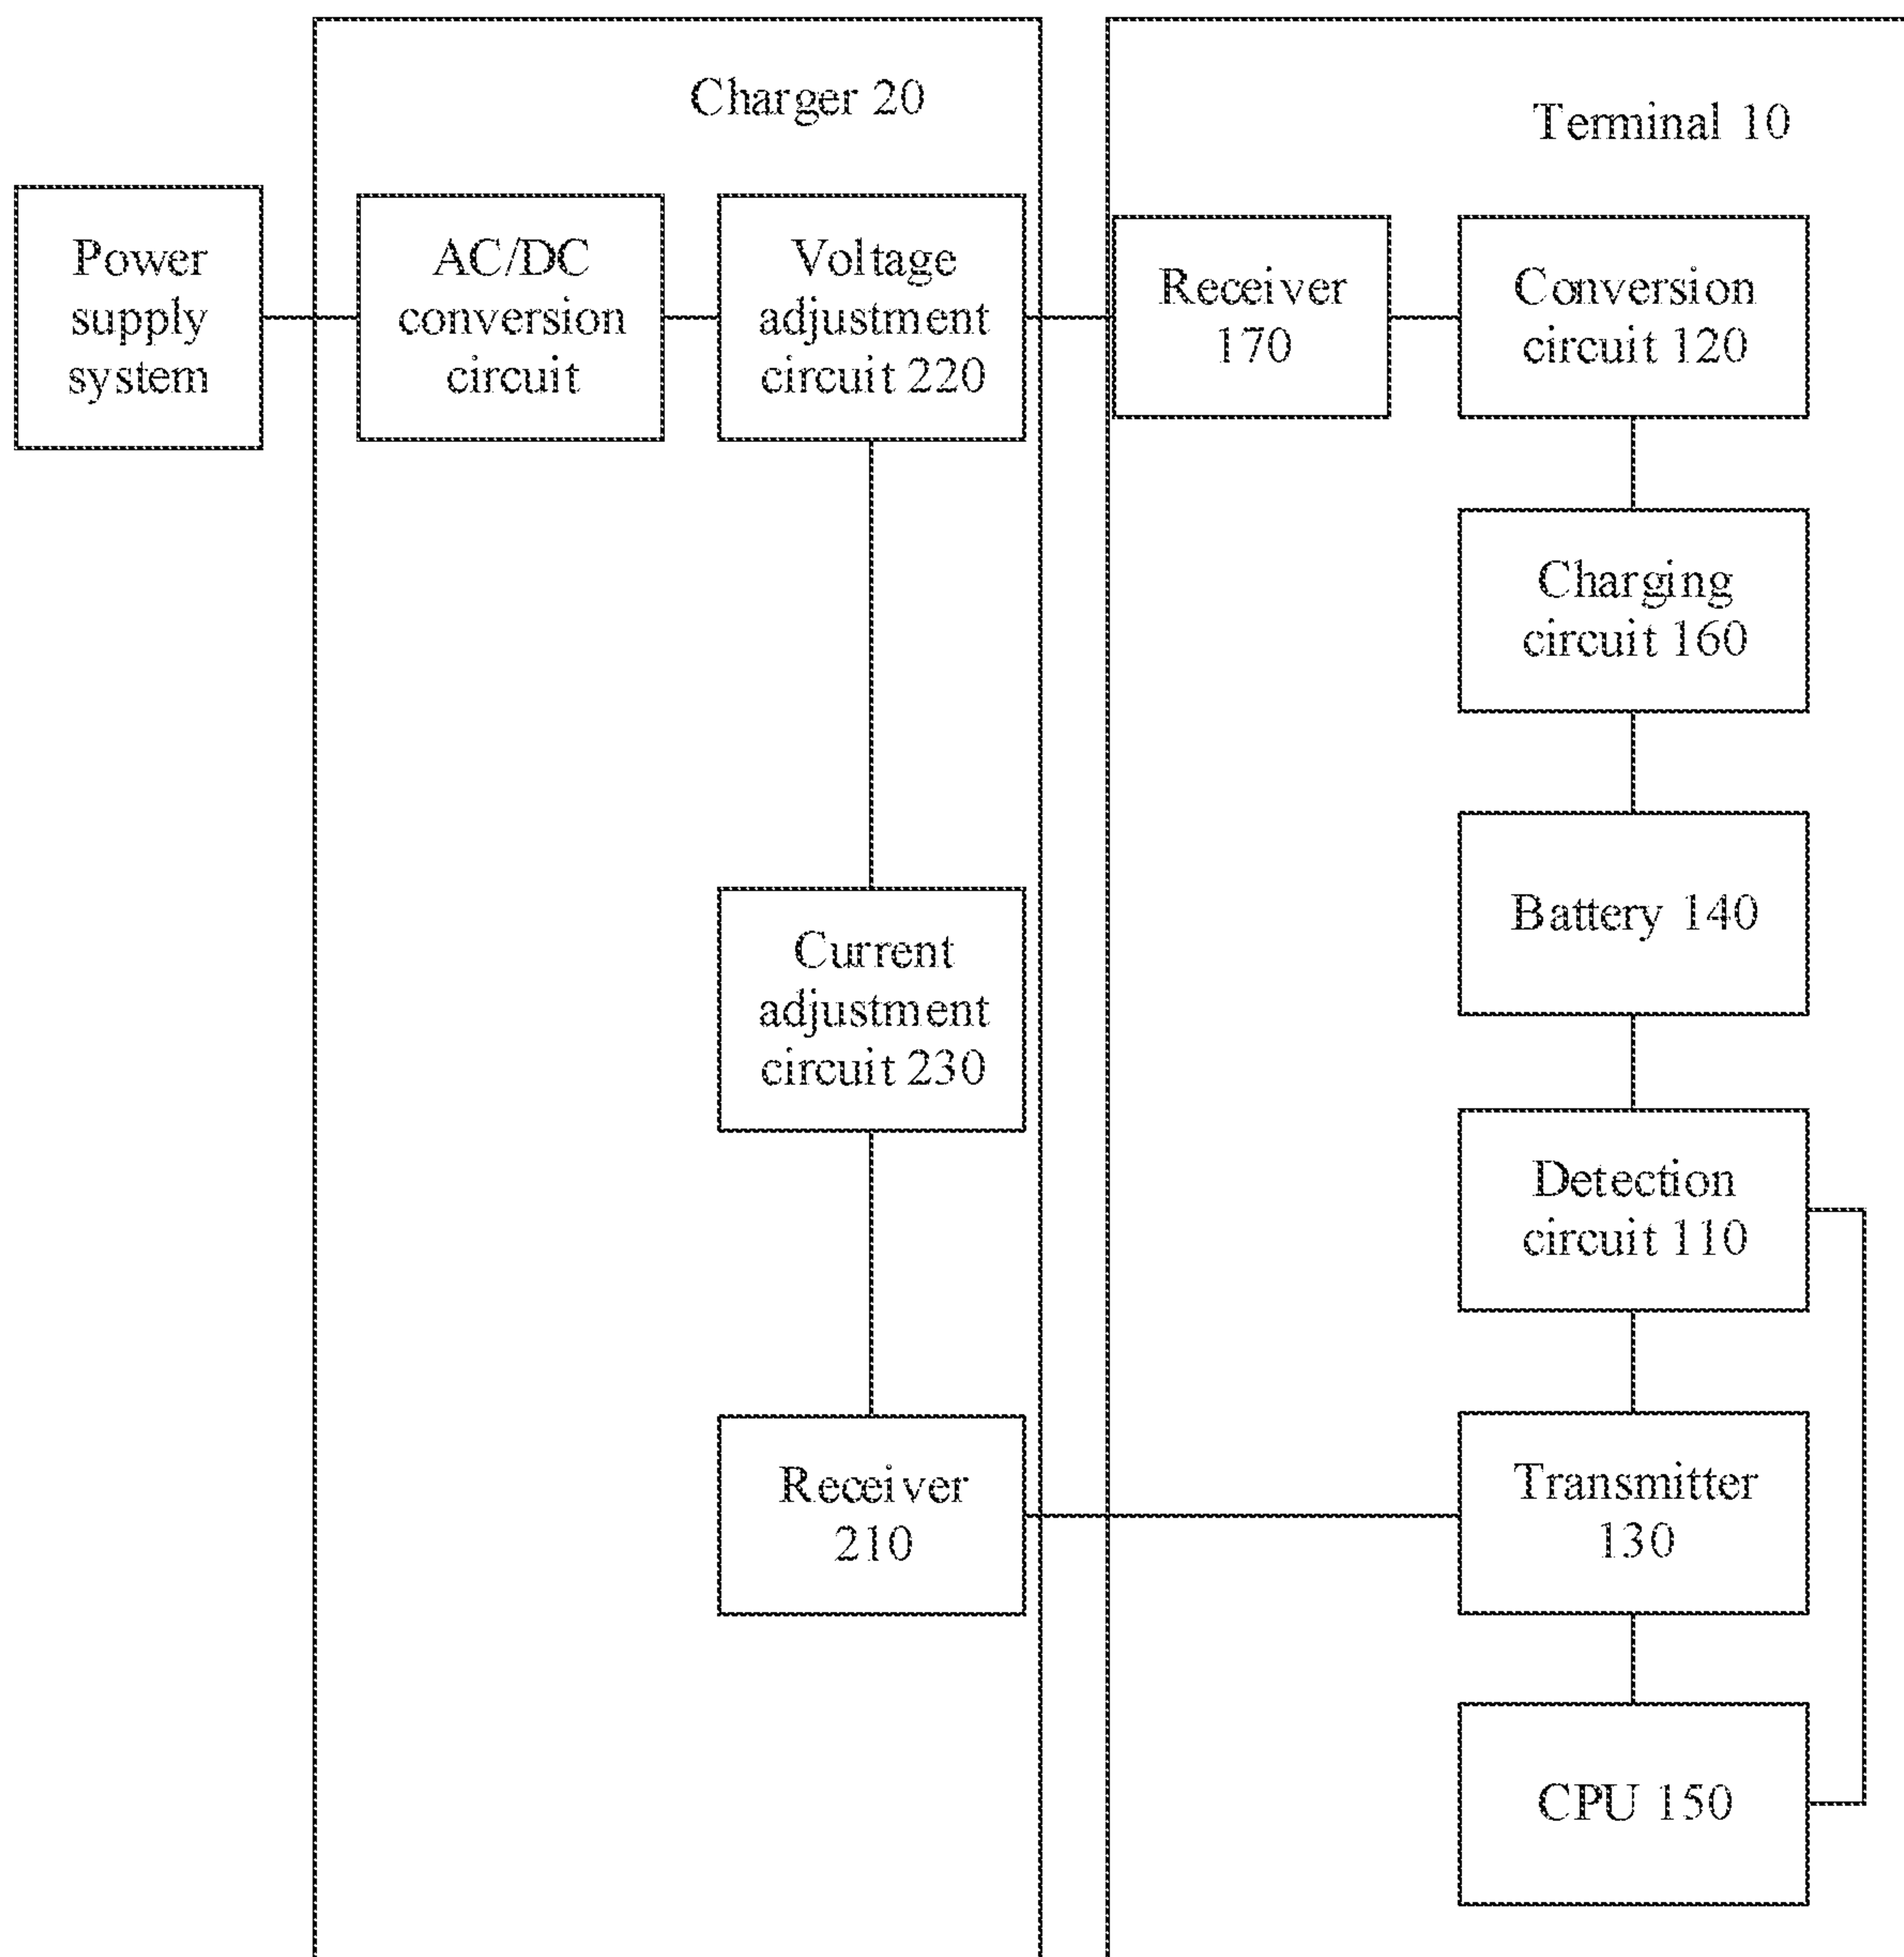 Charger 20
Terminal 10
Power
supply
system
AC/DC
conversion
circuit
Voltage
adjustment
circuit 220
Receiver
170
Conversion
circuit 120
Charging
circuit 160
Battery 140
Current
adjustment
circuit 230
Detection
circuit 110
Receiver
210
Transmitter
130
CPU 150